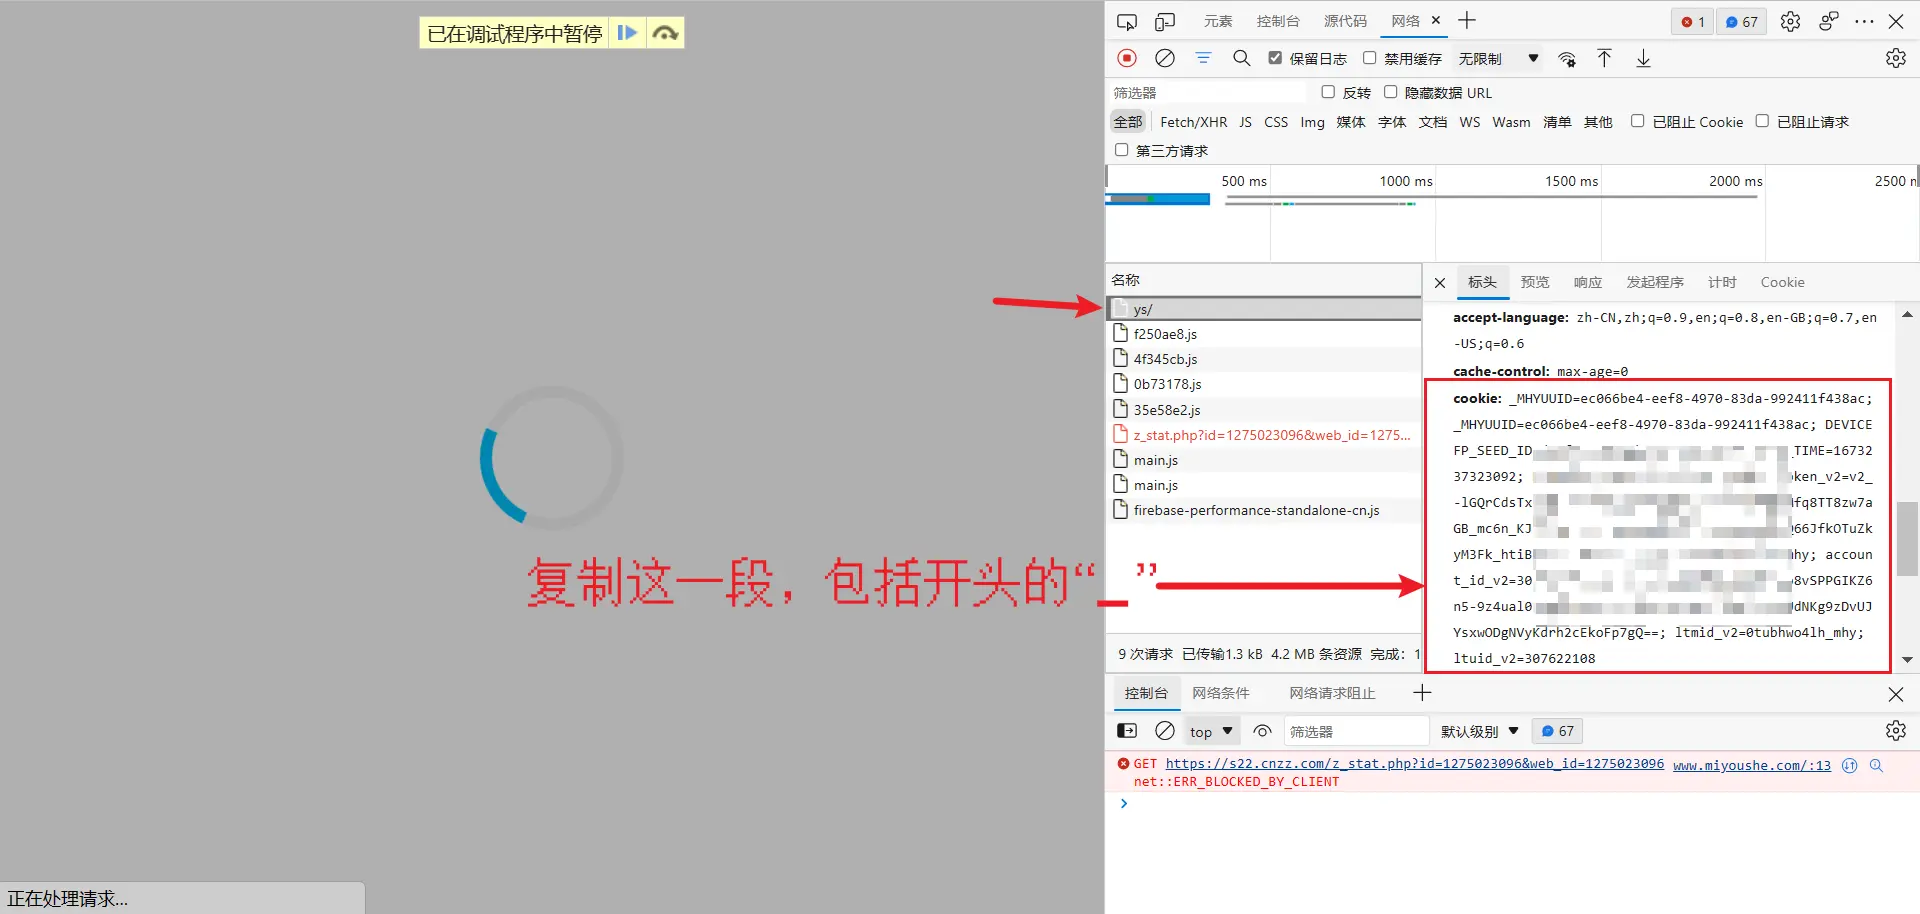 已在调试程序中暂停
元素 控制台 源代码 网络
1 67
保留日志 禁用缓存 无限制
筛选器 反转 隐藏数据 URL
全部 Fetch/XHR JS CSS Img 媒体 字体 文档 WS Wasm 清单 其他 已阻止 Cookie 已阻止请求
第三方请求
500 ms 1000 ms 1500 ms 2000 ms 2500
名称
标头 预览 响应 发起程序 计时 Cookie
ys/
f250ae8.js
4f345cb.js
0b73178.js
35e58e2.js
z_stat.php?id=1275023096&web_id=1275...
main.js
main.js
firebase-performance-standalone-cn.js
accept-language: zh-CN,zh;q=0.9,en;q=0.8,en-GB;q=0.7,en
-US;q=0.6
cache-control: max-age=0
cookie: _MHYUUID=ec066be4-eef8-4970-83da-992411f438ac;
_MHYUUID=ec066be4-eef8-4970-83da-992411f438ac; DEVICE
FP_SEED_ID TIME=16732
37323092; ken_v2=v2_
-lGQrCdsTx fq8TT8zw7a
GB_mc6n_KJ 66JfkOTuZk
yM3Fk_htiB hy; accoun
t_id_v2=30 8vSPPGIKZ6
n5-9z4ual0 dNKg9zDvUJ
YsxwODgNVyKdrh2cEkoFp7gQ==; ltmid_v2=0tubhwo4lh_mhy;
ltuid_v2=307622108
复制这一段，包括开头的“_”
9 次请求 已传输1.3 kB 4.2 MB 条资源 完成：
控制台 网络条件 网络请求阻止
top 筛选器 默认级别 67
GET https://s22.cnzz.com/z_stat.php?id=1275023096&web_id=1275023096 www.miyoushe.com/:13
net::ERR_BLOCKED_BY_CLIENT
正在处理请求...